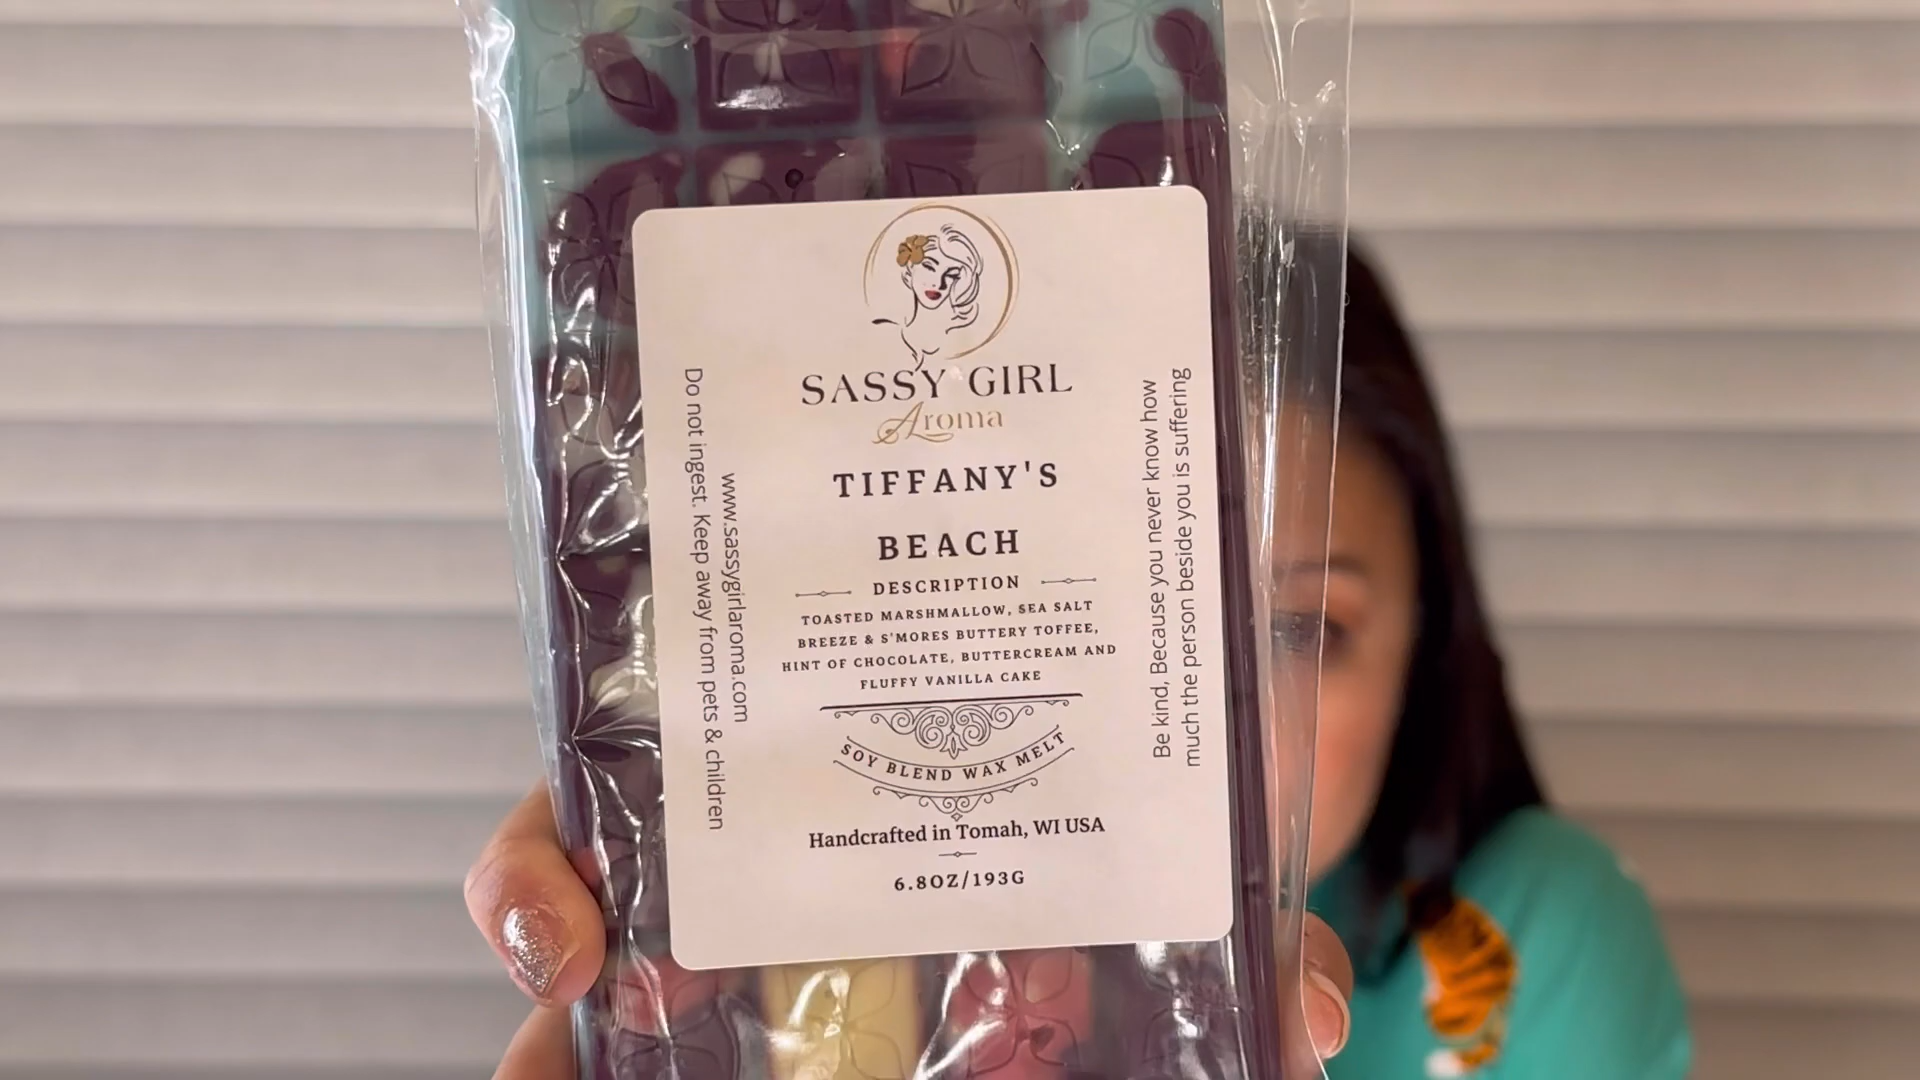 SASSY GIRL
Aroma
TIFFANY'S
BEACH
DESCRIPTION
TOASTED MARSHMALLOW, SEA SALT
BREEZE & S'MORES BUTTERY TOFFEE,
HINT OF CHOCOLATE, BUTTERCREAM AND
FLUFFY VANILLA CAKE
SOY BLEND WAX MELT
Handcrafted in Tomah, WI USA
6.8OZ/193G
www.sassygirlaroma.com
Do not ingest. Keep away from pets & children
Be kind, Because you never know how
much the person beside you is suffering